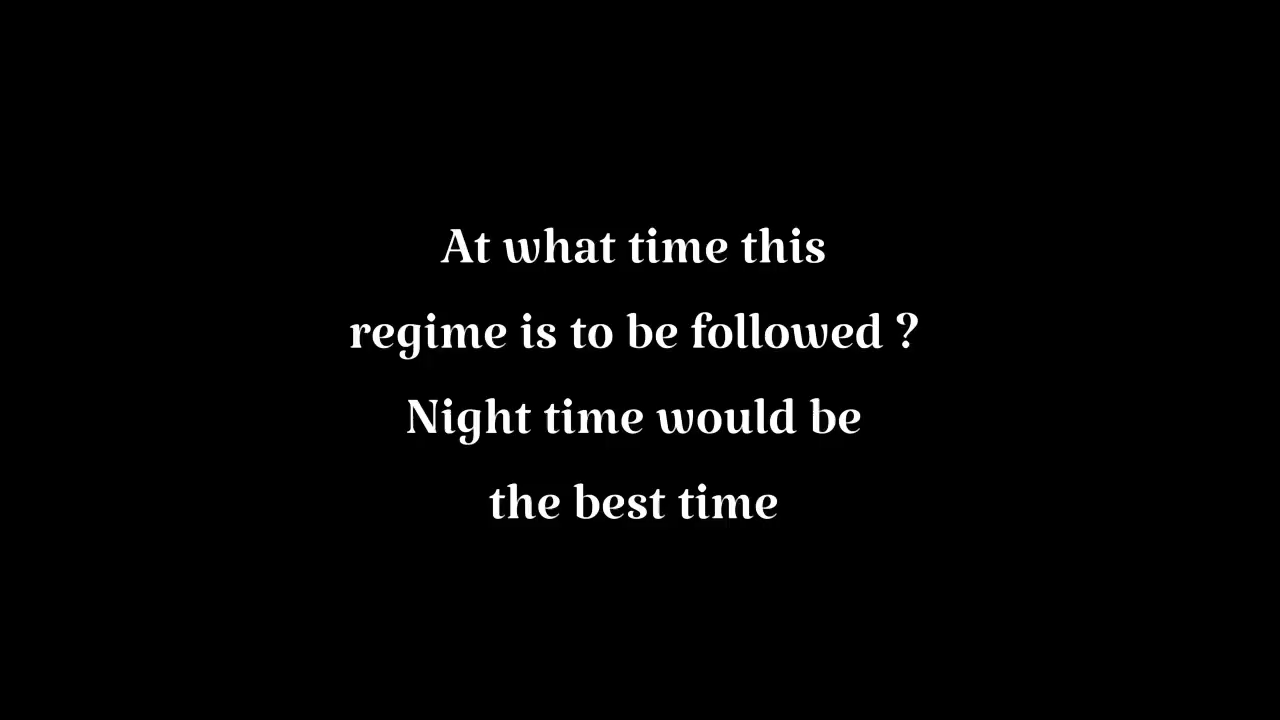 At what time this
regime is to be followed ?
Night time would be
the best time